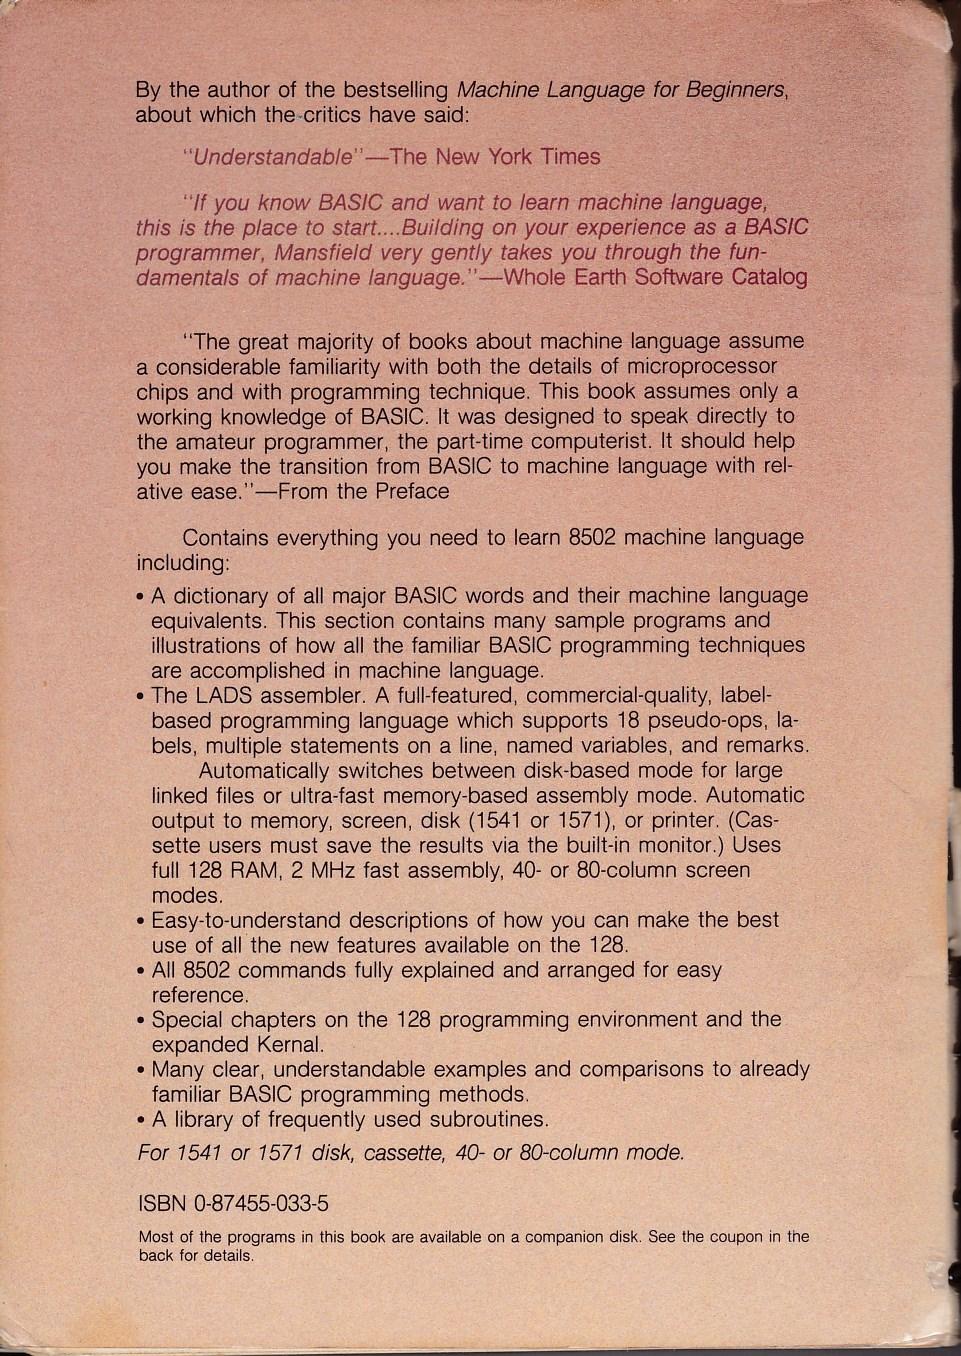 By the author of the bestselling Machine Language for Beginners,
about which the critics have said:
"Understandable"—The New York Times
"If you know BASIC and want to learn machine language,
this is the place to start....Building on your experience as a BASIC
programmer, Mansfield very gently takes you through the fun-
damentals of machine language."—Whole Earth Software Catalog
"The great majority of books about machine language assume
a considerable familiarity with both the details of microprocessor
chips and with programming technique. This book assumes only a
working knowledge of BASIC. It was designed to speak directly to
the amateur programmer, the part-time computerist. It should help
you make the transition from BASIC to machine language with rel-
ative ease."—From the Preface
Contains everything you need to learn 8502 machine language
including:
• A dictionary of all major BASIC words and their machine language
equivalents. This section contains many sample programs and
illustrations of how all the familiar BASIC programming techniques
are accomplished in machine language.
• The LADS assembler. A full-featured, commercial-quality, label-
based programming language which supports 18 pseudo-ops, la-
bels, multiple statements on a line, named variables, and remarks.
Automatically switches between disk-based mode for large
linked files or ultra-fast memory-based assembly mode. Automatic
output to memory, screen, disk (1541 or 1571), or printer. (Cas-
sette users must save the results via the built-in monitor.) Uses
full 128 RAM, 2 MHz fast assembly, 40- or 80-column screen
modes.
• Easy-to-understand descriptions of how you can make the best
use of all the new features available on the 128.
• All 8502 commands fully explained and arranged for easy
reference.
• Special chapters on the 128 programming environment and the
expanded Kernal.
• Many clear, understandable examples and comparisons to already
familiar BASIC programming methods.
• A library of frequently used subroutines.
For 1541 or 1571 disk, cassette, 40- or 80-column mode.
ISBN 0-87455-033-5
Most of the programs in this book are available on a companion disk. See the coupon in the
back for details.